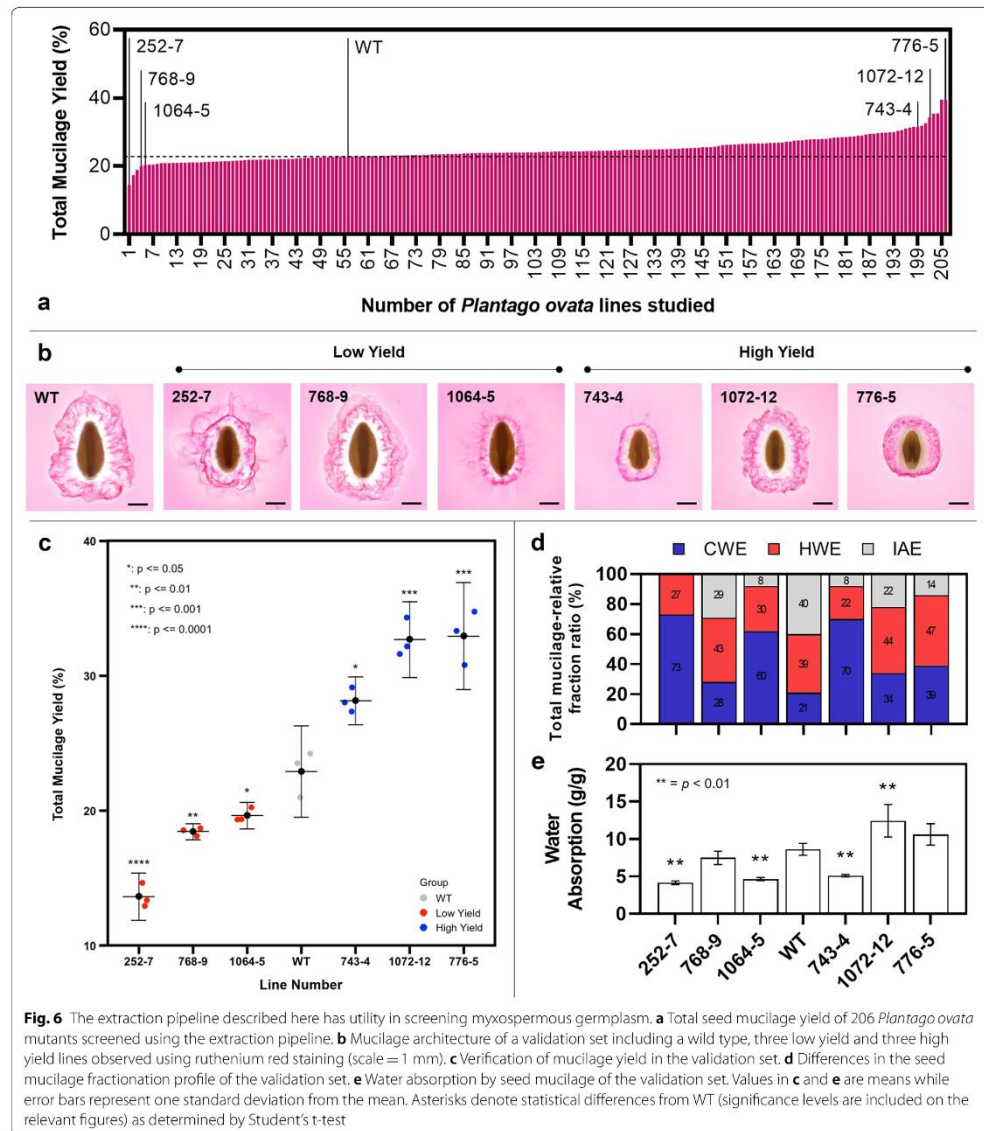 60
40
20
0
Total Mucilage Yield (%)
252-7
768-9
1064-5
WT
776-5
1072-12
743-4
1 7 13 19 25 31 37 43 49 55 61 67 73 79 85 91 97 103 109 115 121 127 133 139 145 151 157 163 169 175 181 187 193 199 205
a
Number of Plantago ovata lines studied
b
Low Yield
High Yield
WT
252-7
768-9
1064-5
743-4
1072-12
776-5
c
40
30
20
10
Total Mucilage Yield (%)
*: p <= 0.05
**: p <= 0.01
***: p <= 0.001
****: p <= 0.0001
****
**
*
*
***
***
Group
WT
Low Yield
High Yield
252-7 768-9 1064-5 WT 743-4 1072-12 776-5
Line Number
d
CWE HWE IAE
Total mucilage-relative
fraction ratio (%)
100
80
60
40
20
0
27 29 8 40 8 22 14
43 30 39 22 44 47
73 28 60 21 70 34 39
e
** = p < 0.01
Water
Absorption (g/g)
20
15
10
5
0
** ** ** **
252-7 768-9 1064-5 WT 743-4 1072-12 776-5
Fig. 6 The extraction pipeline described here has utility in screening myxospermous germplasm. a Total seed mucilage yield of 206 Plantago ovata
mutants screened using the extraction pipeline. b Mucilage architecture of a validation set including a wild type, three low yield and three high
yield lines observed using ruthenium red staining (scale = 1 mm). c Verification of mucilage yield in the validation set. d Differences in the seed
mucilage fractionation profile of the validation set. e Water absorption by seed mucilage of the validation set. Values in c and e are means while
error bars represent one standard deviation from the mean. Asterisks denote statistical differences from WT (significance levels are included on the
relevant figures) as determined by Student's t-test